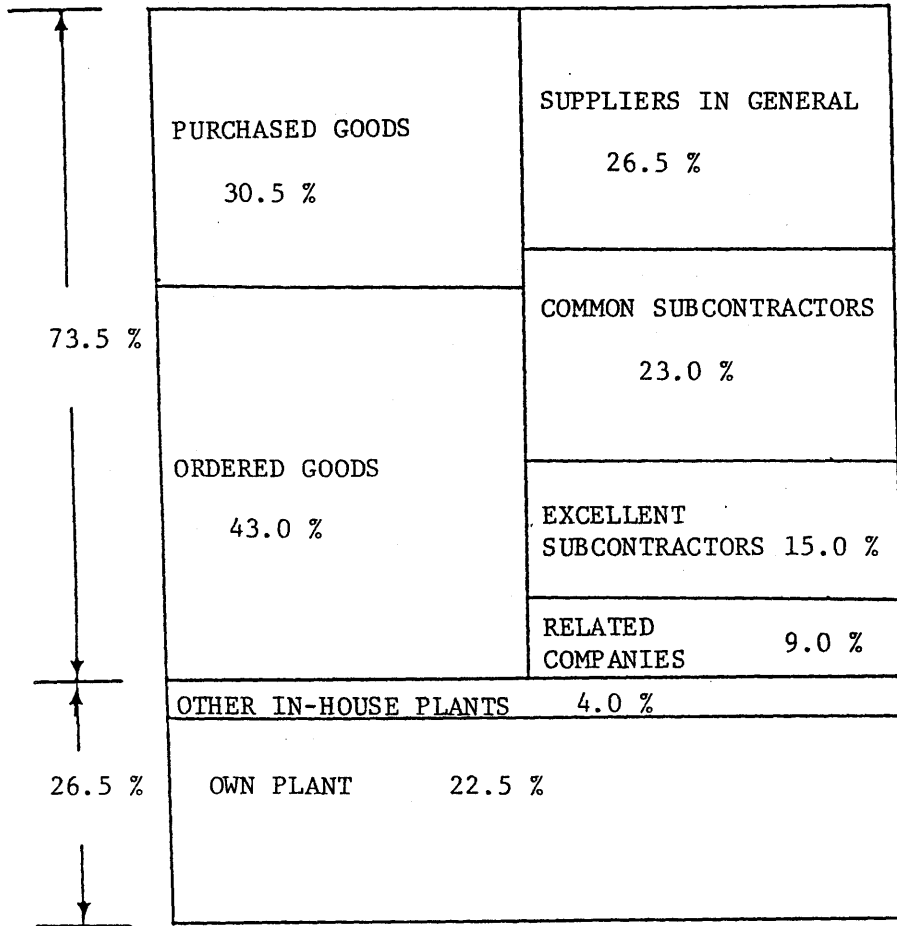 PURCHASED GOODS
30.5 %
SUPPLIERS IN GENERAL
26.5 %
73.5 %
COMMON SUBCONTRACTORS
23.0 %
ORDERED GOODS
43.0 %
EXCELLENT
SUBCONTRACTORS 15.0 %
RELATED
COMPANIES 9.0 %
OTHER IN-HOUSE PLANTS 4.0 %
26.5 %
OWN PLANT 22.5 %